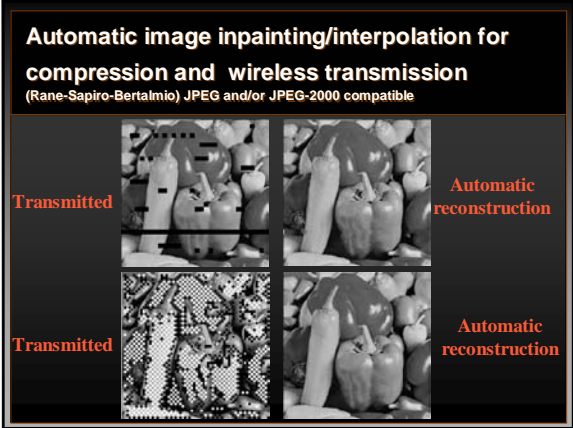 Automatic image inpainting/interpolation for
compression and wireless transmission
(Rane-Sapiro-Bertalmio) JPEG and/or JPEG-2000 compatible
Transmitted
Automatic
reconstruction
Transmitted
Automatic
reconstruction